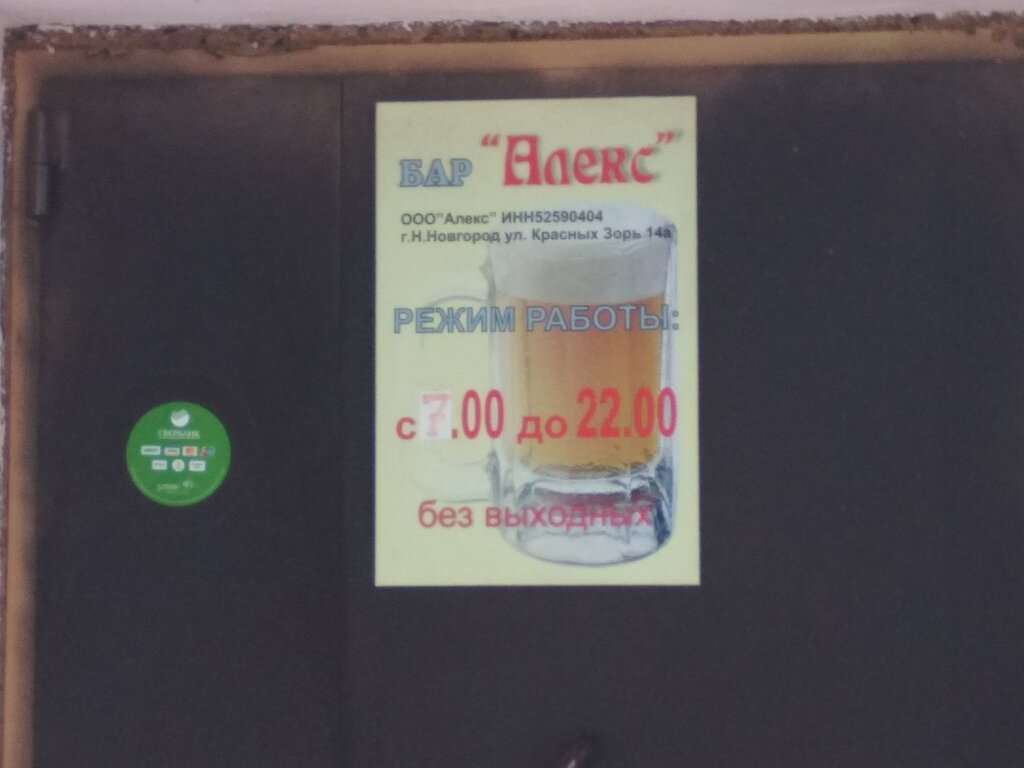 БАР "Алекс"
ООО"Алекс" ИНН52590404
г.Н.Новгород ул. Красных Зорь 14а
РЕЖИМ РАБОТЫ:
с 7.00 до 22.00
без выходных
СБЕРБАНК